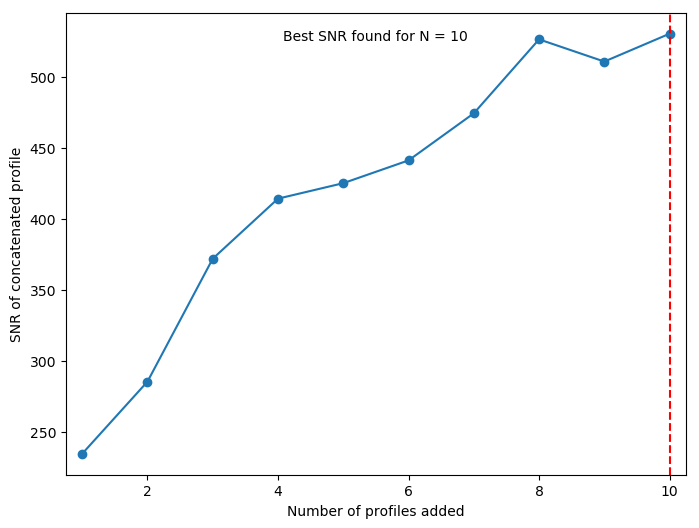 Best SNR found for N = 10
500
450
400
350
300
250
SNR of concatenated profile
2 4 6 8 10
Number of profiles added